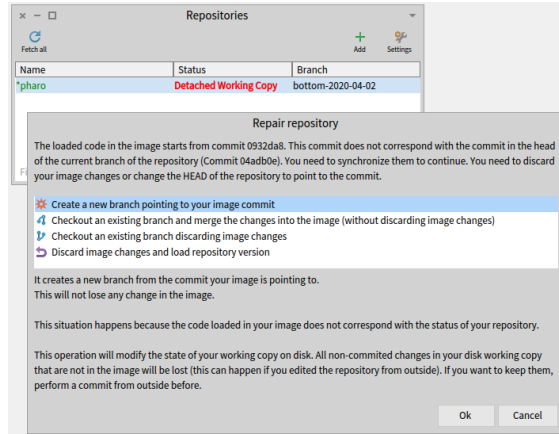 Repositories
Fetch all
Add
Settings
Name Status Branch
*pharo Detached Working Copy bottom-2020-04-02
Repair repository
The loaded code in the image starts from commit 0932da8. This commit does not correspond with the commit in the head
of the current branch of the repository (Commit 04adb0e). You need to synchronize them to continue. You need to discard
your image changes or change the HEAD of the repository to point to the commit.
Create a new branch pointing to your image commit
Checkout an existing branch and merge the changes into the image (without discarding image changes)
Checkout an existing branch discarding image changes
Discard image changes and load repository version
It creates a new branch from the commit your image is pointing to.
This will not lose any change in the image.
This situation happens because the code loaded in your image does not correspond with the status of your repository.
This operation will modify the state of your working copy on disk. All non-commited changes in your disk working copy
that are not in the image will be lost (this can happen if you edited the repository from outside). If you want to keep them,
perform a commit from outside before.
Ok Cancel